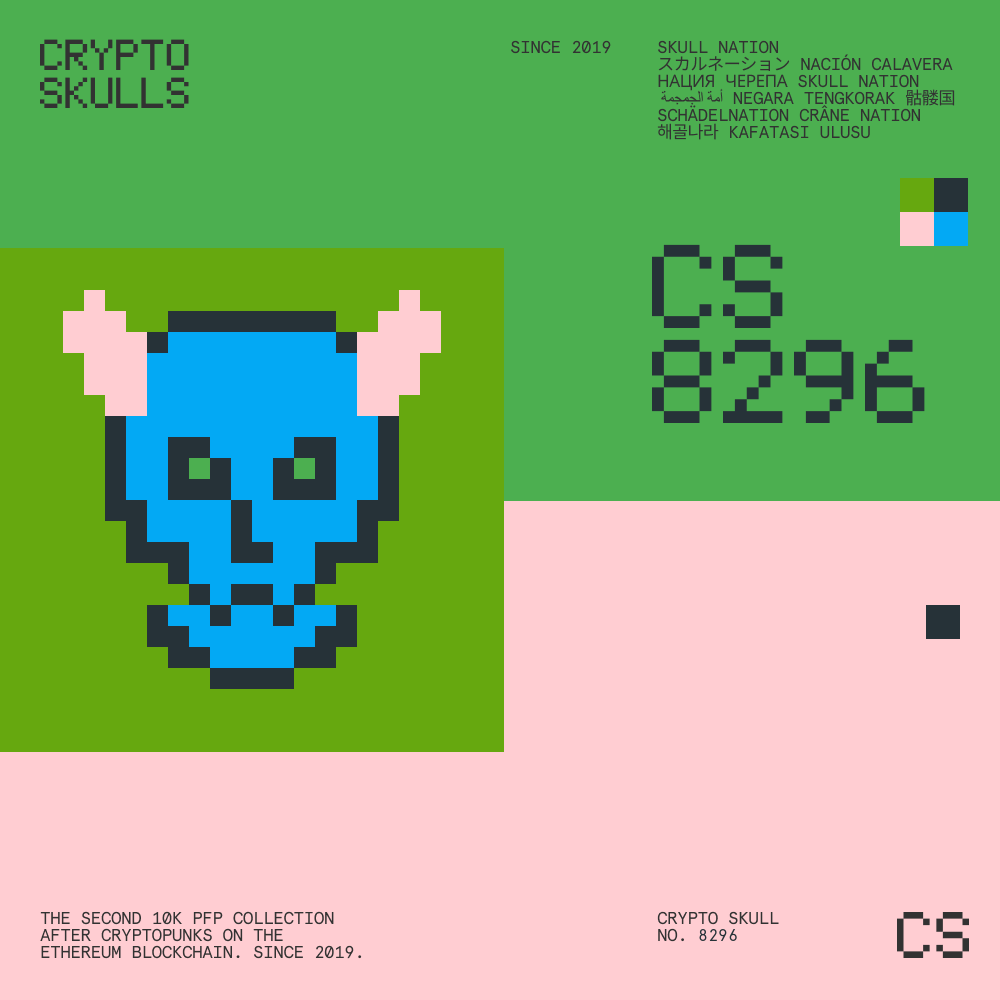 CRYPTO
SKULLS
SINCE 2019
SKULL NATION
スカルネーション NACIÓN CALAVERA
НАЦИЯ ЧЕРЕПА SKULL NATION
أمة الجمجمة NEGARA TENGKORAK 骷髅国
SCHÄDELNATION CRÂNE NATION
해골나라 KAFATASI ULUSU
CS
8296
THE SECOND 10K PFP COLLECTION
AFTER CRYPTOPUNKS ON THE
ETHEREUM BLOCKCHAIN. SINCE 2019.
CRYPTO SKULL
NO. 8296
CS